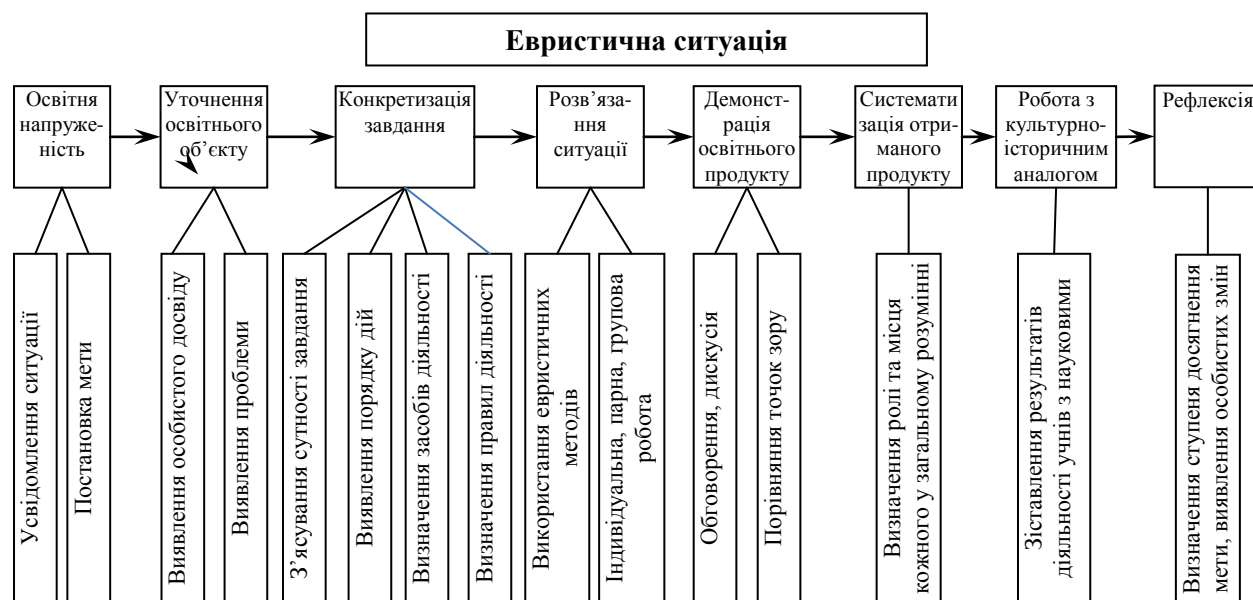 Евристична ситуація
Освітня
напруже-
ність
Уточнення
освітнього
об’єкту
Конкретизація
завдання
Розв’яза-
ння
ситуації
Демонст-
рація
освітнього
продукту
Системати
зація отри-
маного
продукту
Робота з
культурно-
історичним
аналогом
Рефлексія
Усвідомлення ситуації
Постановка мети
Виявлення особистого досвіду
Виявлення проблеми
З’ясування сутності завдання
Виявлення порядку дій
Визначення засобів діяльності
Визначення правил діяльності
Використання евристичних
методів
Індивідуальна, парна, групова
робота
Обговорення, дискусія
Порівняння точок зору
Визначення ролі та місця
кожного у загальному розумінні
Зіставлення результатів
діяльності учнів з науковими
Визначення ступеня досягненн
мети, виявлення особистих змін